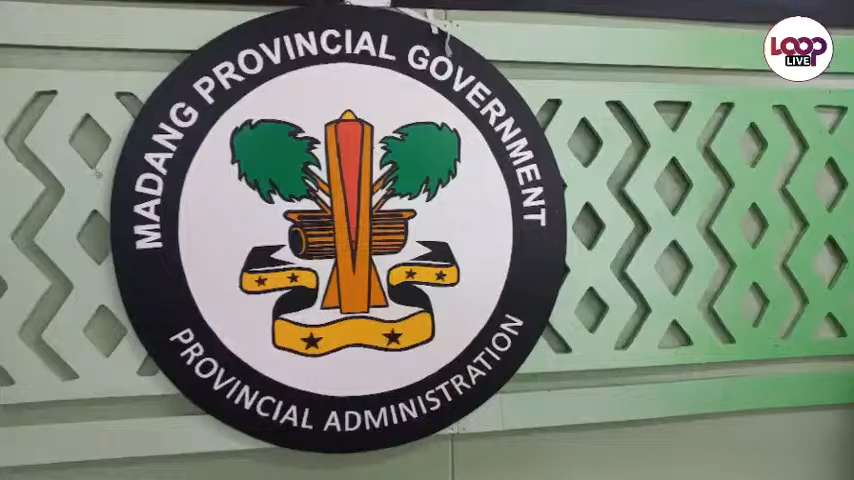 MADANG PROVINCIAL GOVERNMENT
PROVINCIAL ADMINISTRATION
LOOP
LIVE